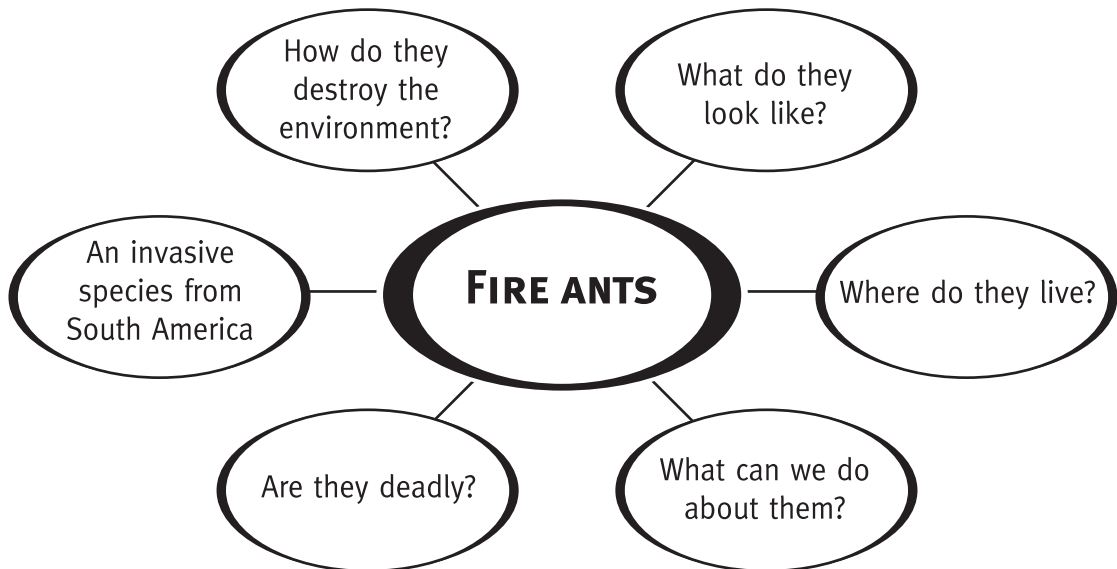 How do they
destroy the
environment?
What do they
look like?
An invasive
species from
South America
FIRE ANTS
Where do they live?
Are they deadly?
What can we do
about them?